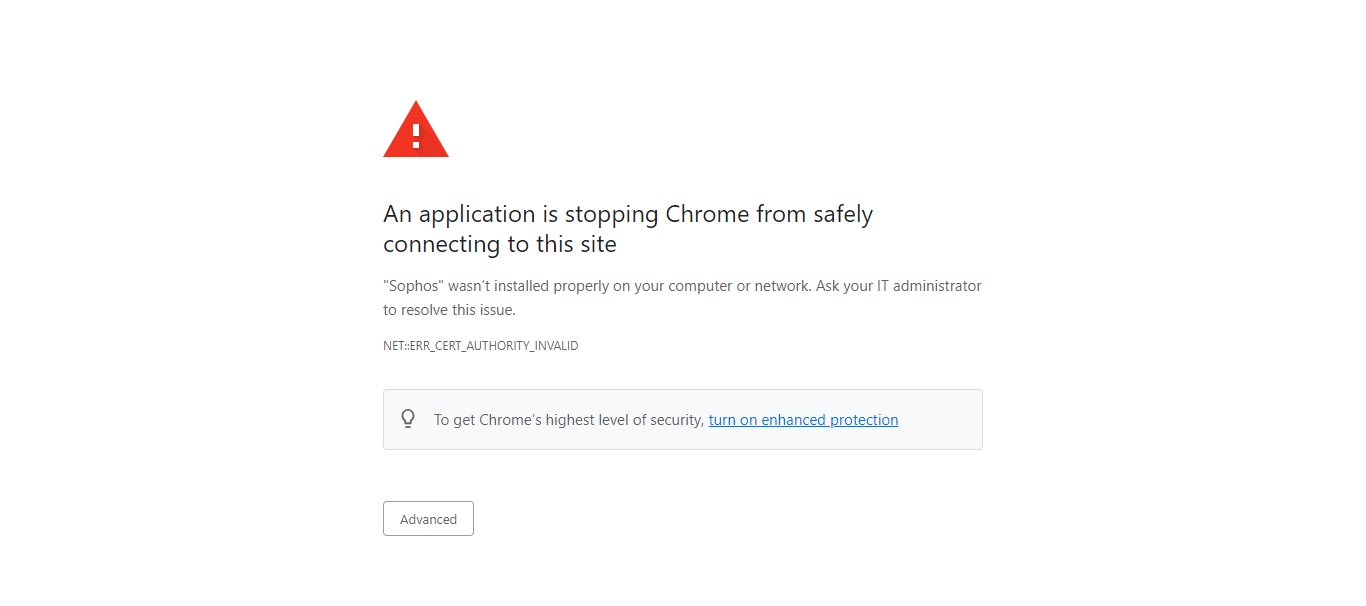 An application is stopping Chrome from safely
connecting to this site
"Sophos" wasn't installed properly on your computer or network. Ask your IT administrator
to resolve this issue.
NET::ERR_CERT_AUTHORITY_INVALID
To get Chrome's highest level of security, turn on enhanced protection
Advanced